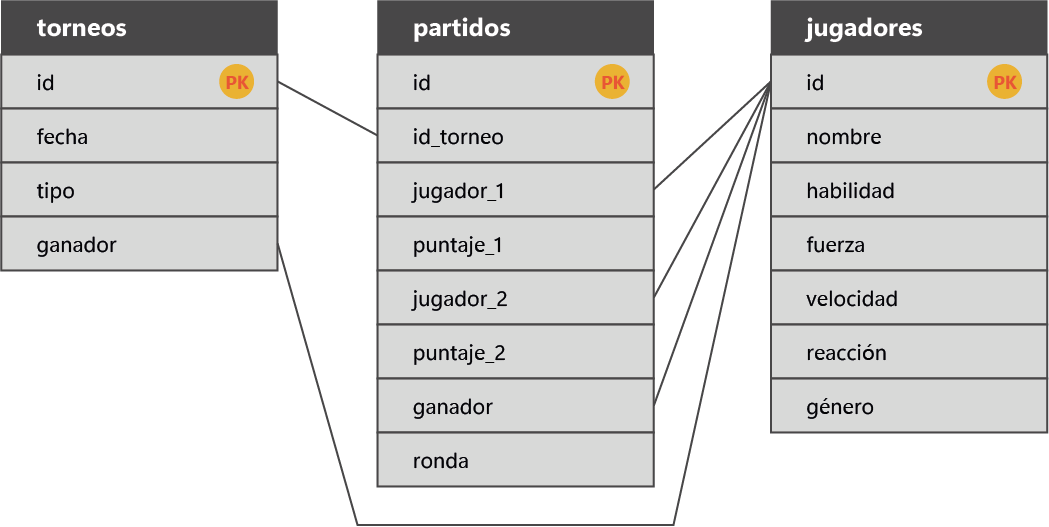 torneos
id PK
fecha
tipo
ganador
partidos
id PK
id_torneo
jugador_1
puntaje_1
jugador_2
puntaje_2
ganador
ronda
jugadores
id PK
nombre
habilidad
fuerza
velocidad
reacción
género